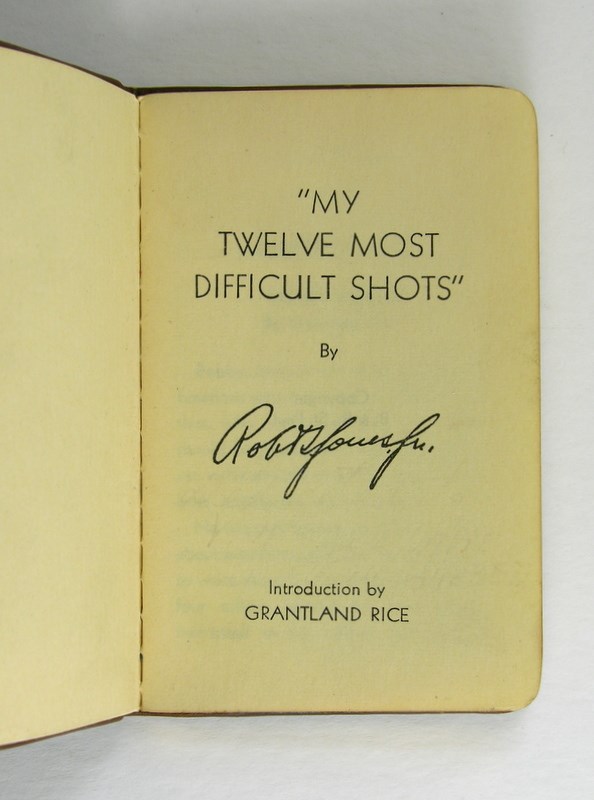 "MY
TWELVE MOST
DIFFICULT SHOTS"
By
Robt T Jones, Jr.
Introduction by
GRANTLAND RICE